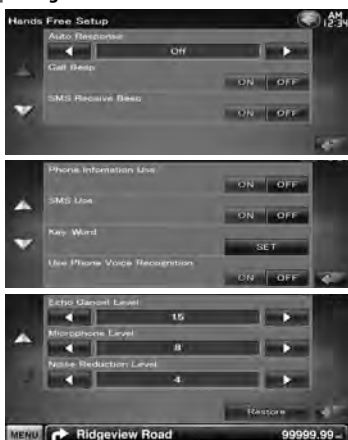 Hands Free Setup
AM
12:34
Auto Response
Off
Call Beep
ON OFF
SMS Receive Beep
ON OFF
Phone Infomation Use
ON OFF
SMS Use
ON OFF
Key Word
SET
Use Phone Voice Recognition
ON OFF
Echo Cancel Level
15
Microphone Level
8
Noise Reduction Level
4
Restore
MENU Ridgeview Road 99999.99